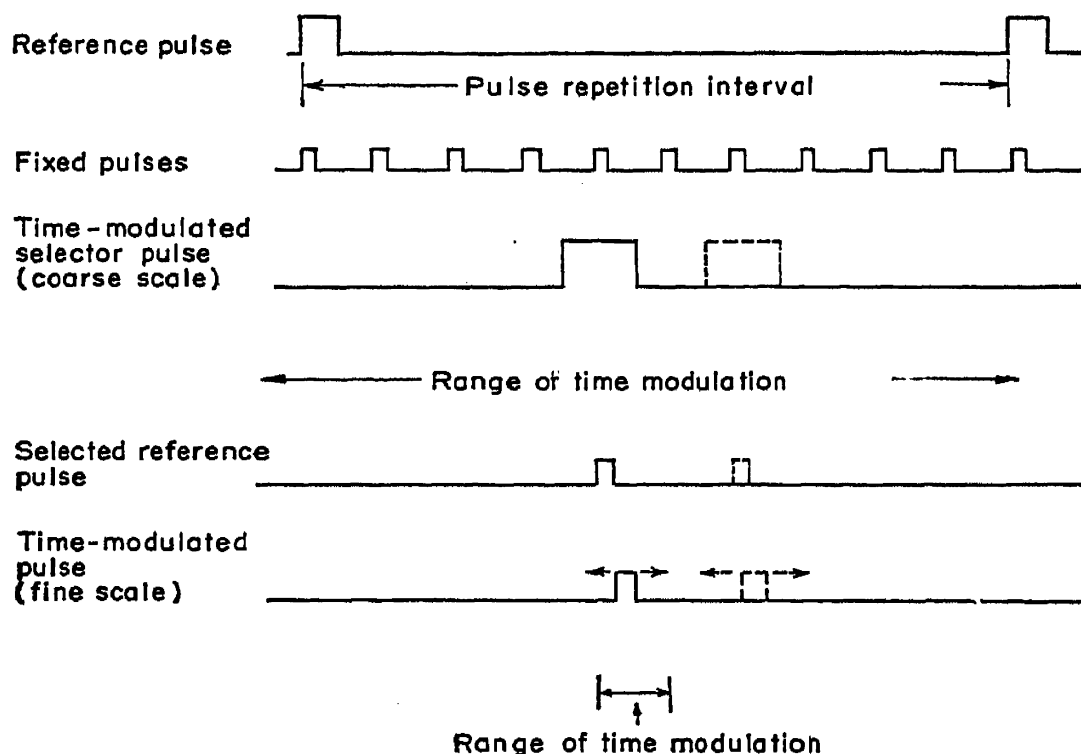 Reference pulse
Pulse repetition interval
Fixed pulses
Time-modulated
selector pulse
(coarse scale)
Range of time modulation
Selected reference
pulse
Time-modulated
pulse
(fine scale)
Range of time modulation